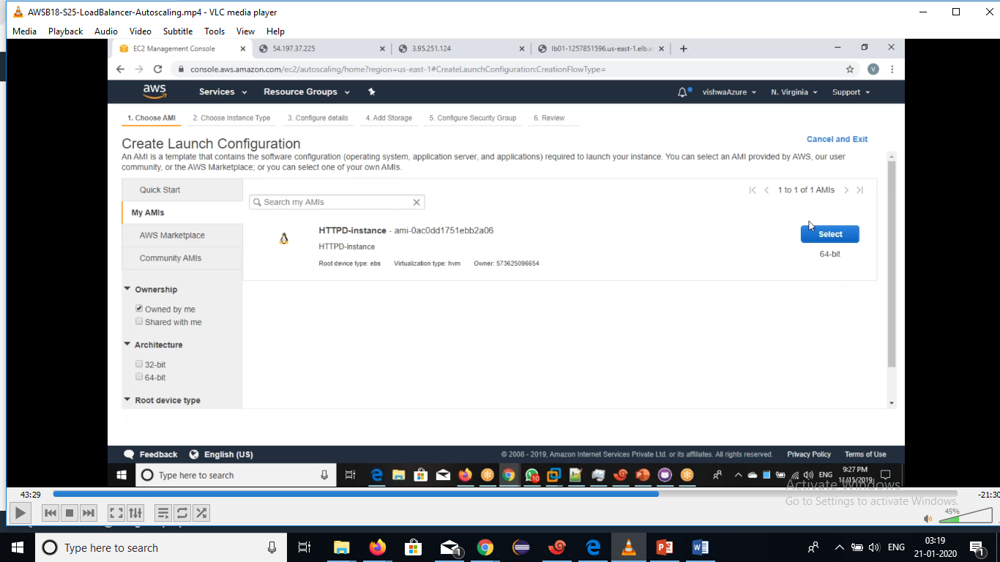 AWSB18-S25-LoadBalancer-Autoscaling.mp4 - VLC media player
Media Playback Audio Video Subtitle Tools View Help
EC2 Management Console 54.197.37.225 3.95.251.124 lb01-1257851596.us-east-1.elb.a
console.aws.amazon.com/ec2/autoscaling/home?region=us-east-1#CreateLaunchConfiguration:CreationFlowType=
aws Services Resource Groups vishwaAzure N. Virginia Support
1. Choose AMI 2. Choose Instance Type 3. Configure details 4. Add Storage 5. Configure Security Group 6. Review
Create Launch Configuration Cancel and Exit
An AMI is a template that contains the software configuration (operating system, application server, and applications) required to launch your instance. You can select an AMI provided by AWS, our user
community, or the AWS Marketplace; or you can select one of your own AMIs.
Quick Start
My AMIs
AWS Marketplace
Community AMIs
Ownership
Owned by me
Shared with me
Architecture
32-bit
64-bit
Root device type
Search my AMIs 1 to 1 of 1 AMIs
HTTPD-instance - ami-0ac0dd1751ebb2a06
HTTPD-instance
Root device type: ebs Virtualization type: hvm Owner: 573625096654
Select
64-bit
Feedback English (US) © 2008 - 2019, Amazon Internet Services Private Ltd. or its affiliates. All rights reserved. Privacy Policy Terms of Use
Type here to search 10 ENG 9:27 PM
11/15/2019
Activate Windows
Go to Settings to activate Windows.
43:29 -21:30
45%
Type here to search 1 ENG 03:19
21-01-2020 1